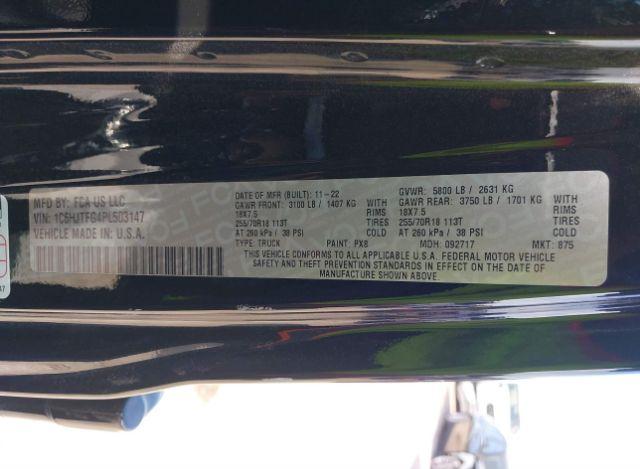 MFD BY: FCA US LLC
VIN: 1C6HJTFG4PL503147
VEHICLE MADE IN U.S.A.
DATE OF MFR (BUILT): 11-22
GVWR: 5800 LB / 2631 KG
GAWR FRONT: 3100 LB / 1407 KG
GAWR REAR: 3750 LB / 1701 KG
18X7.5 RIMS
18X7.5 RIMS
255/70R18 113T TIRES
255/70R18 113T TIRES
AT 260 kPa / 38 PSI COLD
AT 260 kPa / 38 PSI COLD
TYPE: TRUCK PAINT: PX8 MDH: 092717 MKT: 875
THIS VEHICLE CONFORMS TO ALL APPLICABLE U.S.A. FEDERAL MOTOR VEHICLE
SAFETY AND THEFT PREVENTION STANDARDS IN EFFECT ON THE DATE OF
MANUFACTURE SHOWN ABOVE.